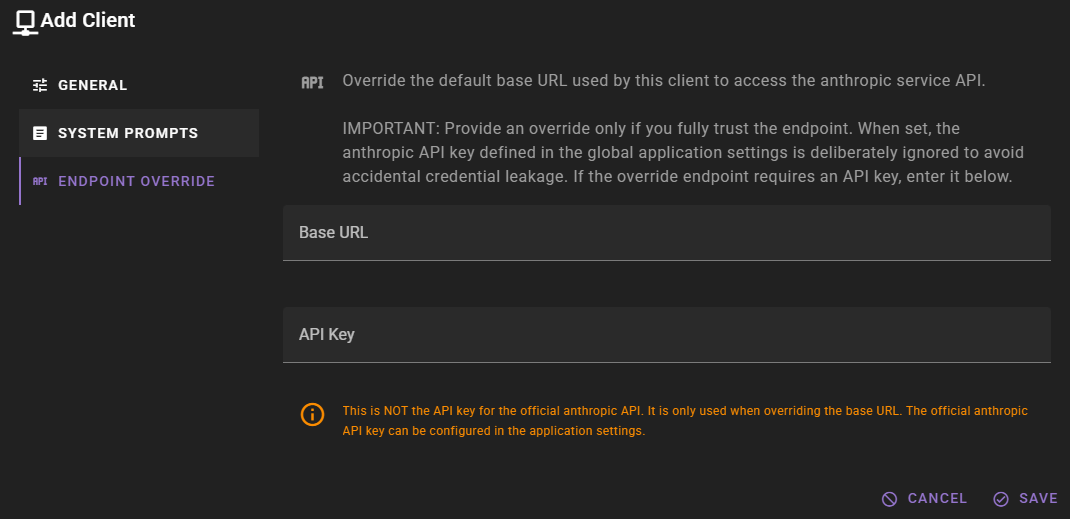 Add Client
GENERAL
SYSTEM PROMPTS
API ENDPOINT OVERRIDE
API Override the default base URL used by this client to access the anthropic service API.
IMPORTANT: Provide an override only if you fully trust the endpoint. When set, the
anthropic API key defined in the global application settings is deliberately ignored to avoid
accidental credential leakage. If the override endpoint requires an API key, enter it below.
Base URL
API Key
This is NOT the API key for the official anthropic API. It is only used when overriding the base URL. The official anthropic
API key can be configured in the application settings.
CANCEL
SAVE